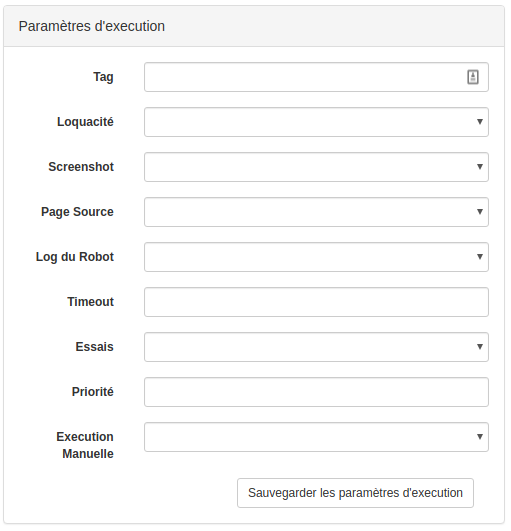 Paramètres d'execution
Tag
Loquacité
Screenshot
Page Source
Log du Robot
Timeout
Essais
Priorité
Execution
Manuelle
Sauvegarder les paramètres d'execution